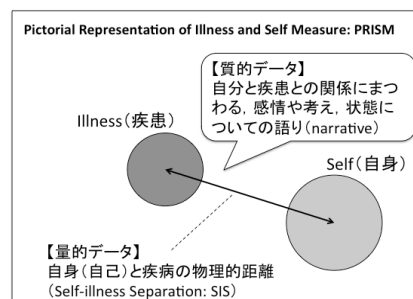 Pictorial Representation of Illness and Self Measure: PRISM
【質的データ】
自分と疾患との関係にまつ
わる，感情や考え，状態に
ついての語り（narrative）
Illness（疾患）
Self（自身）
【量的データ】
自身（自己）と疾病の物理的距離
（Self-illness Separation: SIS）